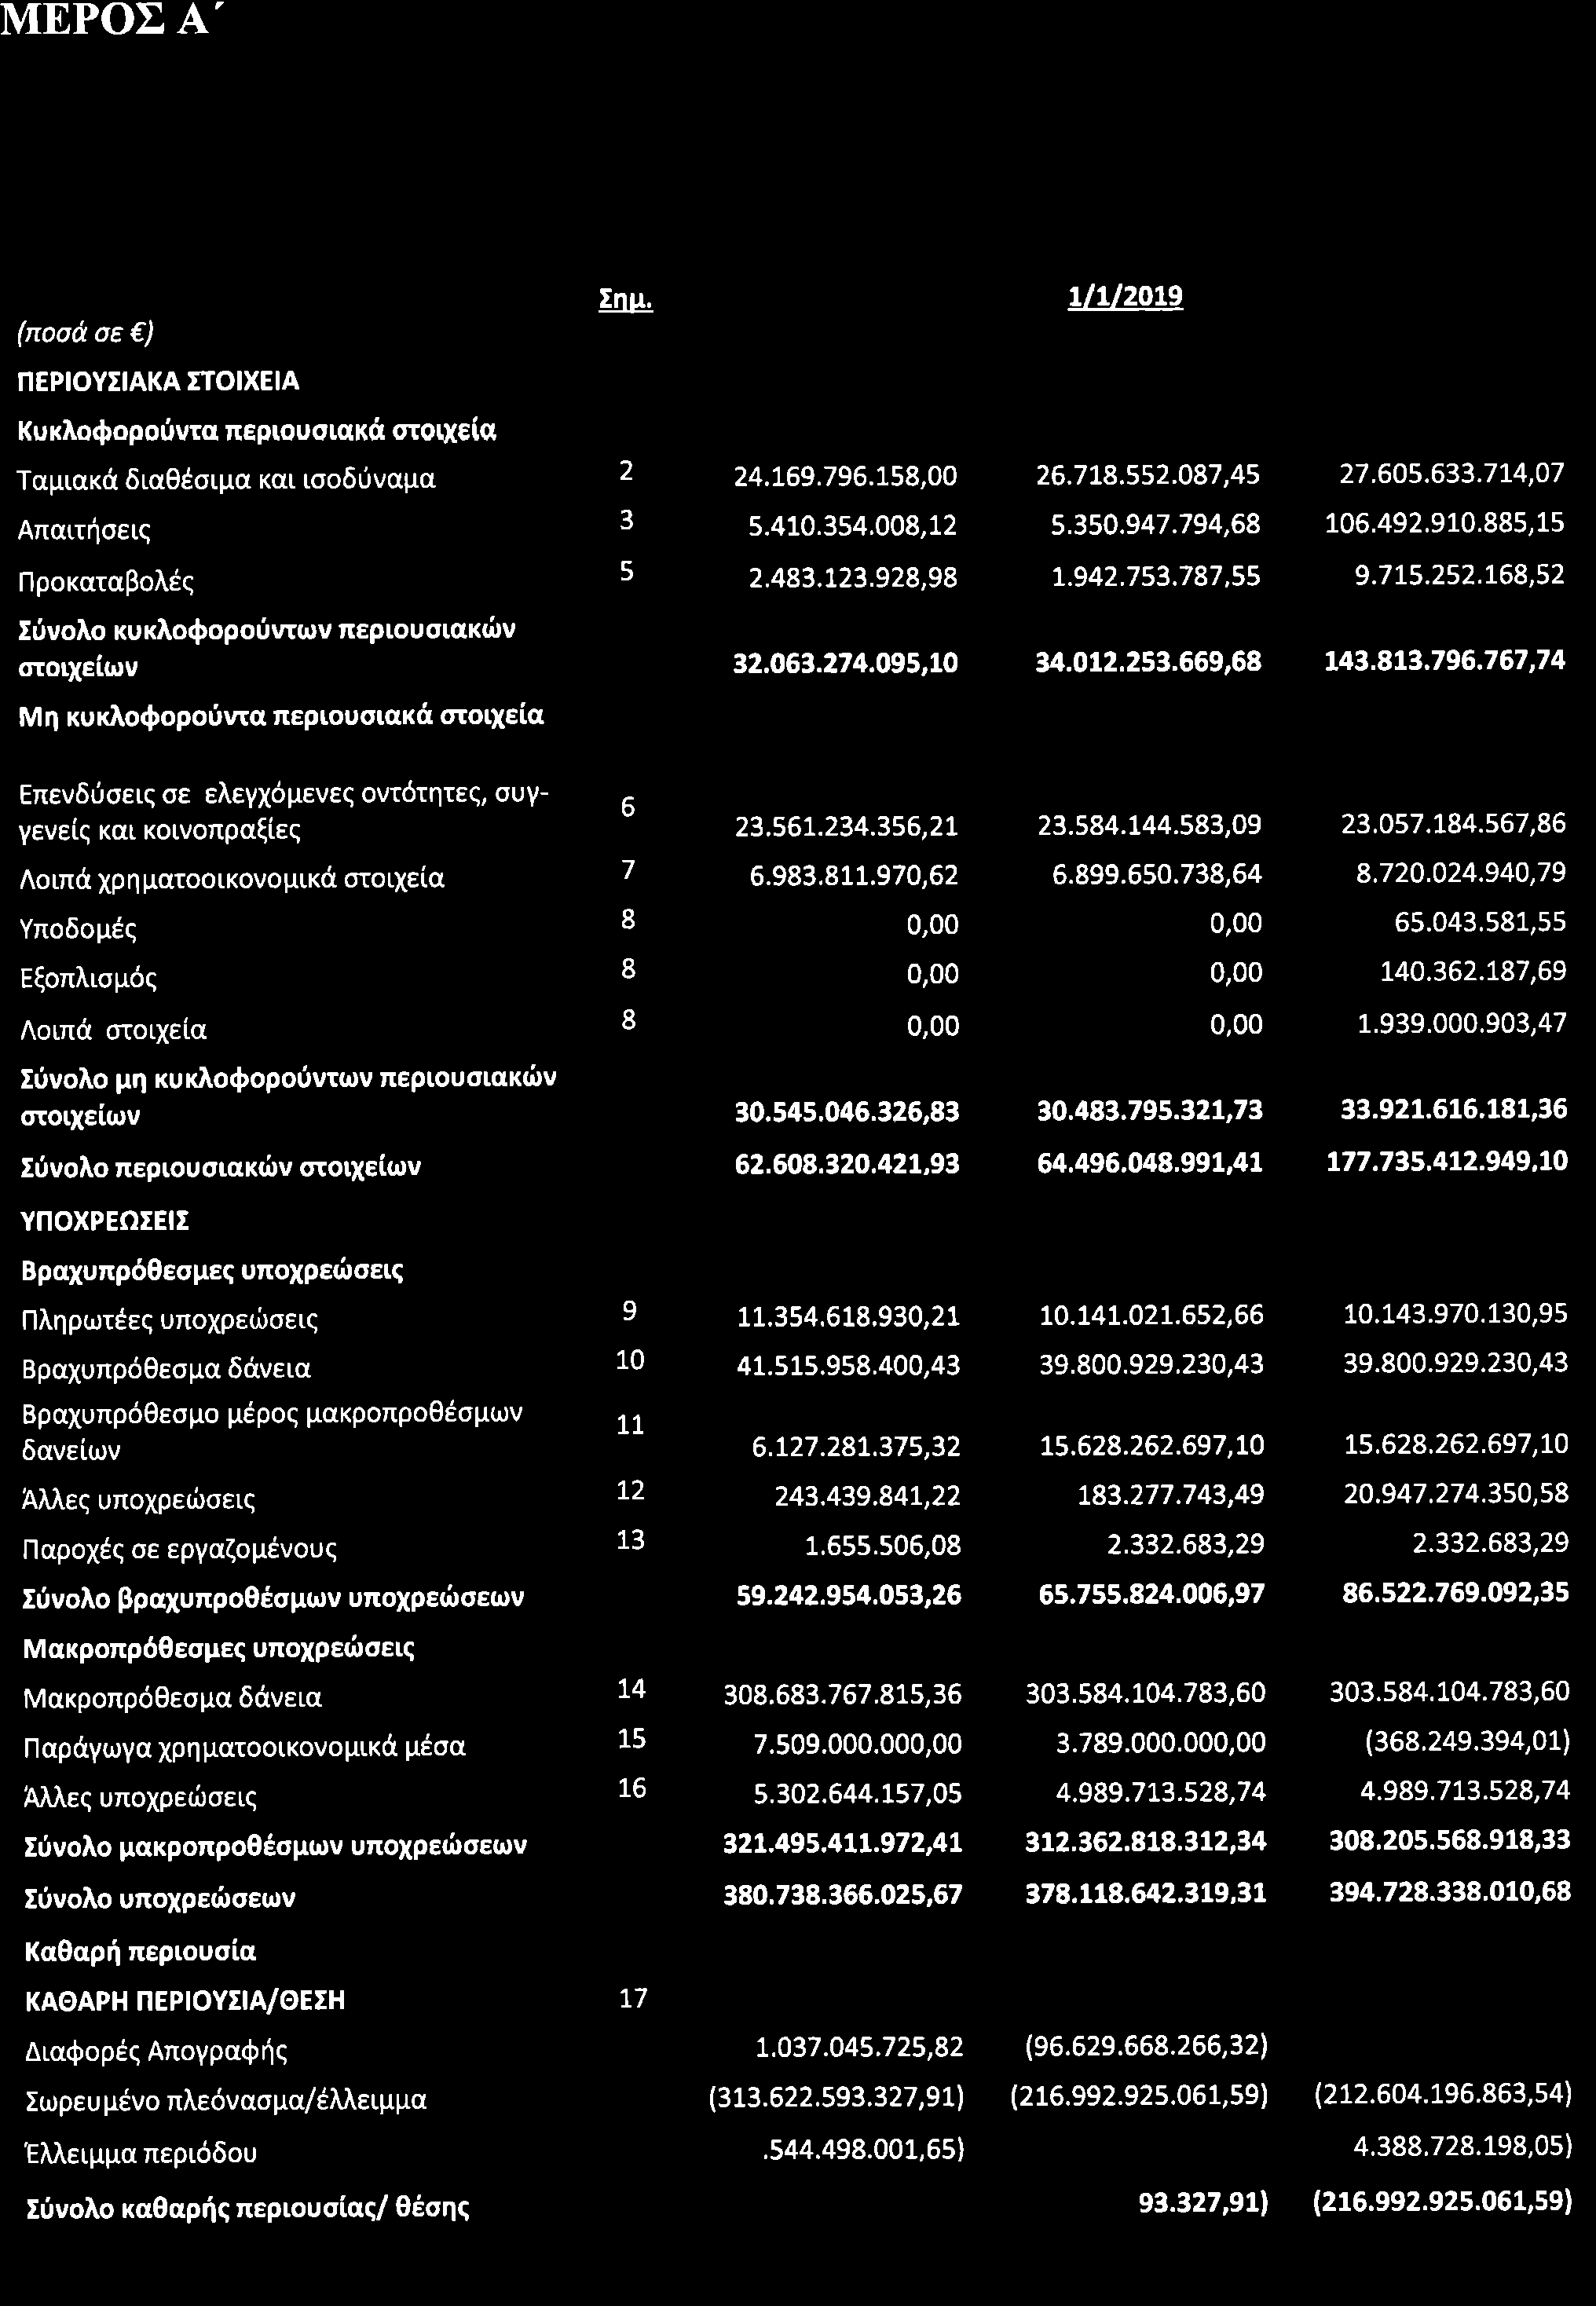 ΜΕΡΟΣ Α΄
Σημ. 1/1/2019
(ποσά σε €)
ΠΕΡΙΟΥΣΙΑΚΑ ΣΤΟΙΧΕΙΑ
Κυκλοφορούντα περιουσιακά στοιχεία
Ταμιακά διαθέσιμα και ισοδύναμα 2 24.169.796.158,00 26.718.552.087,45 27.605.633.714,07
Απαιτήσεις 3 5.410.354.008,12 5.350.947.794,68 106.492.910.885,15
Προκαταβολές 5 2.483.123.928,98 1.942.753.787,55 9.715.252.168,52
Σύνολο κυκλοφορούντων περιουσιακών
στοιχείων 32.063.274.095,10 34.012.253.669,68 143.813.796.767,74
Μη κυκλοφορούντα περιουσιακά στοιχεία
Επενδύσεις σε ελεγχόμενες οντότητες, συγ- 6
γενείς και κοινοπραξίες 23.561.234.356,21 23.584.144.583,09 23.057.184.567,86
Λοιπά χρηματοοικονομικά στοιχεία 7 6.983.811.970,62 6.899.650.738,64 8.720.024.940,79
Υποδομές 8 0,00 0,00 65.043.581,55
Εξοπλισμός 8 0,00 0,00 140.362.187,69
Λοιπά στοιχεία 8 0,00 0,00 1.939.000.903,47
Σύνολο μη κυκλοφορούντων περιουσιακών
στοιχείων 30.545.046.326,83 30.483.795.321,73 33.921.616.181,36
Σύνολο περιουσιακών στοιχείων 62.608.320.421,93 64.496.048.991,41 177.735.412.949,10
ΥΠΟΧΡΕΩΣΕΙΣ
Βραχυπρόθεσμες υποχρεώσεις
Πληρωτέες υποχρεώσεις 9 11.354.618.930,21 10.141.021.652,66 10.143.970.130,95
Βραχυπρόθεσμα δάνεια 10 41.515.958.400,43 39.800.929.230,43 39.800.929.230,43
Βραχυπρόθεσμο μέρος μακροπροθέσμων 11
δανείων 6.127.281.375,32 15.628.262.697,10 15.628.262.697,10
Άλλες υποχρεώσεις 12 243.439.841,22 183.277.743,49 20.947.274.350,58
Παροχές σε εργαζομένους 13 1.655.506,08 2.332.683,29 2.332.683,29
Σύνολο βραχυπροθέσμων υποχρεώσεων 59.242.954.053,26 65.755.824.006,97 86.522.769.092,35
Μακροπρόθεσμες υποχρεώσεις
Μακροπρόθεσμα δάνεια 14 308.683.767.815,36 303.584.104.783,60 303.584.104.783,60
Παράγωγα χρηματοοικονομικά μέσα 15 7.509.000.000,00 3.789.000.000,00 (368.249.394,01)
Άλλες υποχρεώσεις 16 5.302.644.157,05 4.989.713.528,74 4.989.713.528,74
Σύνολο μακροπροθέσμων υποχρεώσεων 321.495.411.972,41 312.362.818.312,34 308.205.568.918,33
Σύνολο υποχρεώσεων 380.738.366.025,67 378.118.642.319,31 394.728.338.010,68
Καθαρή περιουσία
ΚΑΘΑΡΗ ΠΕΡΙΟΥΣΙΑ/ΘΕΣΗ 17
Διαφορές Απογραφής 1.037.045.725,82 (96.629.668.266,32)
Σωρευμένο πλεόνασμα/έλλειμμα (313.622.593.327,91) (216.992.925.061,59) (212.604.196.863,54)
Έλλειμμα περιόδου .544.498.001,65) 4.388.728.198,05)
Σύνολο καθαρής περιουσίας/ θέσης 93.327,91) (216.992.925.061,59)